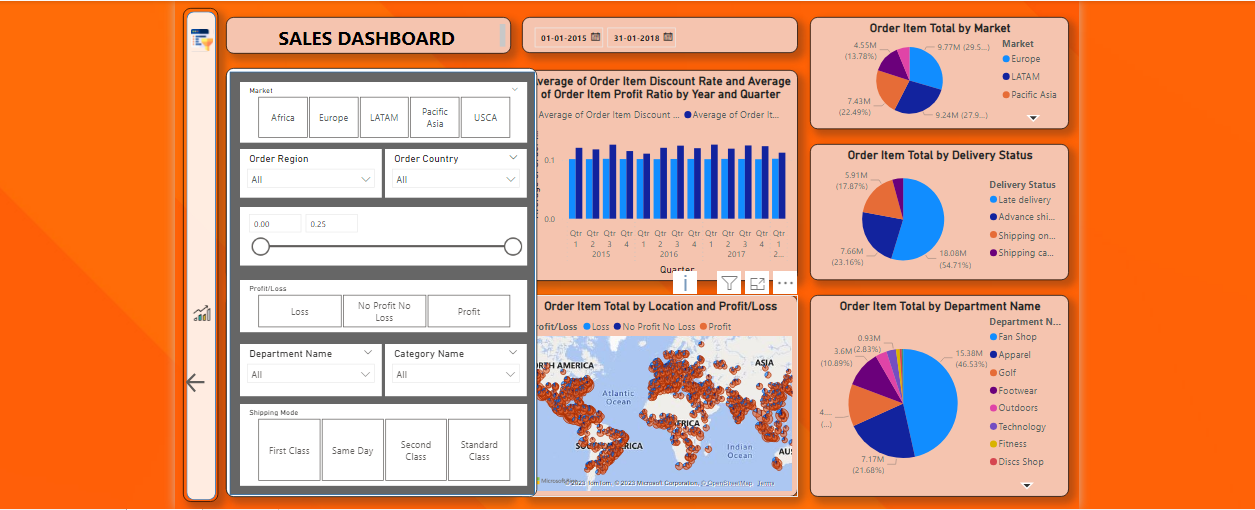 SALES DASHBOARD
01-01-2015
31-01-2018
Market
Africa
Europe
LATAM
Pacific
Asia
USCA
Order Region
All
Order Country
All
0.00
0.25
Profit/Loss
Loss
No Profit No
Loss
Profit
Department Name
All
Category Name
All
Shipping Mode
First Class
Same Day
Second
Class
Standard
Class
verage of Order Item Discount Rate and Average
of Order Item Profit Ratio by Year and Quarter
Average of Order Item Discount ...
Average of Order It...
0.1
0.0
Qtr 1
Qtr 2
Qtr 3
Qtr 4
Qtr 1
Qtr 2
Qtr 3
Qtr 4
Qtr 1
Qtr 2
Qtr 3
Qtr 4
Qtr 1
2015
2016
2017
2...
Quarter
Order Item Total by Location and Profit/Loss
rofit/Loss
Loss
No Profit No Loss
Profit
RTH AMERICA
ASIA
Atlantic
Ocean
AFRICA
SOUTH AMERICA
Indian
Ocean
AUS
© 2023 TomTom, © 2023 Microsoft Corporation, © OpenStreetMap Terms
Order Item Total by Market
4.55M
(13.78%)
9.77M (29.5...)
7.43M
(22.49%)
9.24M (27.9...)
Market
Europe
LATAM
Pacific Asia
Order Item Total by Delivery Status
5.91M
(17.87%)
7.66M
(23.16%)
18.08M
(54.71%)
Delivery Status
Late delivery
Advance shi...
Shipping on...
Shipping ca...
Order Item Total by Department Name
0.93M
(2.83%)
3.6M
(10.89%)
15.38M
(46.53%)
4...
(...)
7.17M
(21.68%)
Department N...
Fan Shop
Apparel
Golf
Footwear
Outdoors
Technology
Fitness
Discs Shop